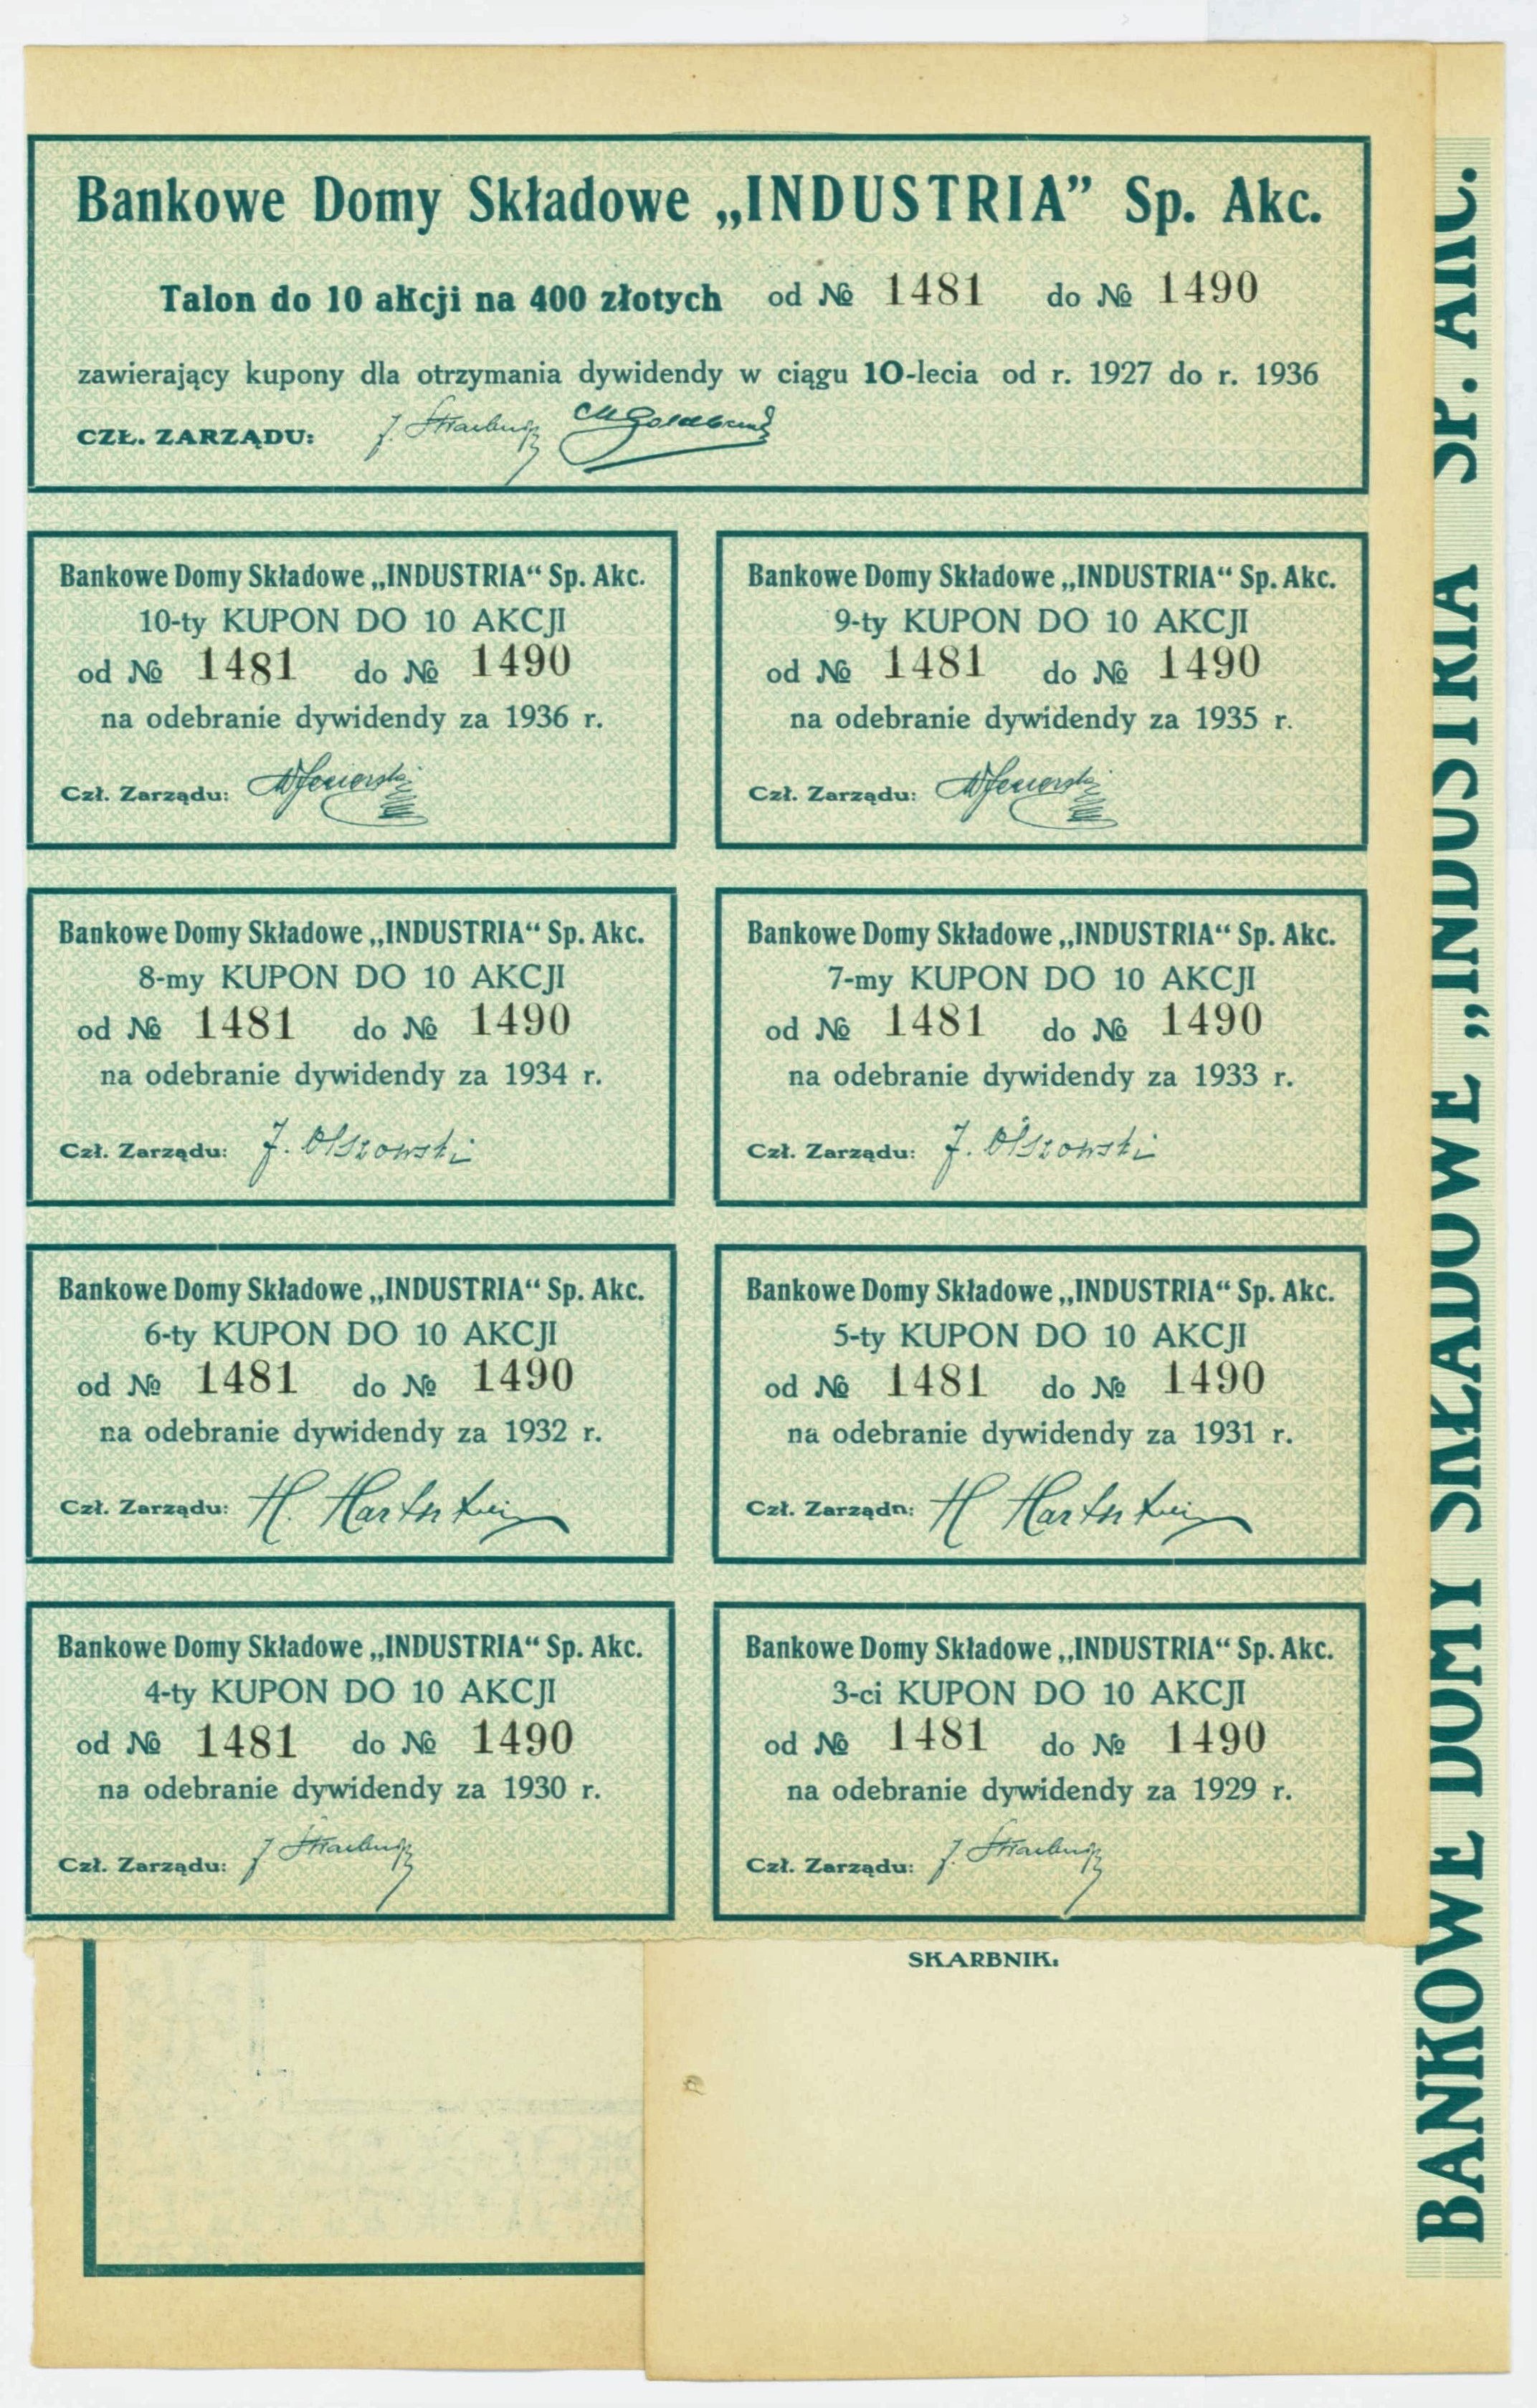 Bankowe Domy Składowe „INDUSTRIA” Sp. Akc.
Talon do 10 akcji na 400 złotych od № 1481 do № 1490
zawierający kupony dla otrzymania dywidendy w ciągu 10-lecia od r. 1927 do r. 1936
CZŁ. ZARZĄDU:
Bankowe Domy Składowe „INDUSTRIA“ Sp. Akc.
10-ty KUPON DO 10 AKCJI
od № 1481 do № 1490
na odebranie dywidendy za 1936 r.
Czł. Zarządu:
Bankowe Domy Składowe „INDUSTRIA“ Sp. Akc.
9-ty KUPON DO 10 AKCJI
od № 1481 do № 1490
na odebranie dywidendy za 1935 r.
Czł. Zarządu:
Bankowe Domy Składowe „INDUSTRIA“ Sp. Akc.
8-my KUPON DO 10 AKCJI
od № 1481 do № 1490
na odebranie dywidendy za 1934 r.
Czł. Zarządu: J. Olszowski
Bankowe Domy Składowe „INDUSTRIA“ Sp. Akc.
7-my KUPON DO 10 AKCJI
od № 1481 do № 1490
na odebranie dywidendy za 1933 r.
Czł. Zarządu: J. Olszowski
Bankowe Domy Składowe „INDUSTRIA“ Sp. Akc.
6-ty KUPON DO 10 AKCJI
od № 1481 do № 1490
na odebranie dywidendy za 1932 r.
Czł. Zarządu: H.
Bankowe Domy Składowe „INDUSTRIA“ Sp. Akc.
5-ty KUPON DO 10 AKCJI
od № 1481 do № 1490
na odebranie dywidendy za 1931 r.
Czł. Zarządn: H
Bankowe Domy Składowe „INDUSTRIA“ Sp. Akc.
4-ty KUPON DO 10 AKCJI
od № 1481 do № 1490
na odebranie dywidendy za 1930 r.
Czł. Zarządu:
Bankowe Domy Składowe „INDUSTRIA“ Sp. Akc.
3-ci KUPON DO 10 AKCJI
od № 1481 do № 1490
na odebranie dywidendy za 1929 r.
Czł. Zarządu:
SKARBNIK.
BANKOWE DOMY SKŁADOWE „INDUSTRIA SP. AKC.